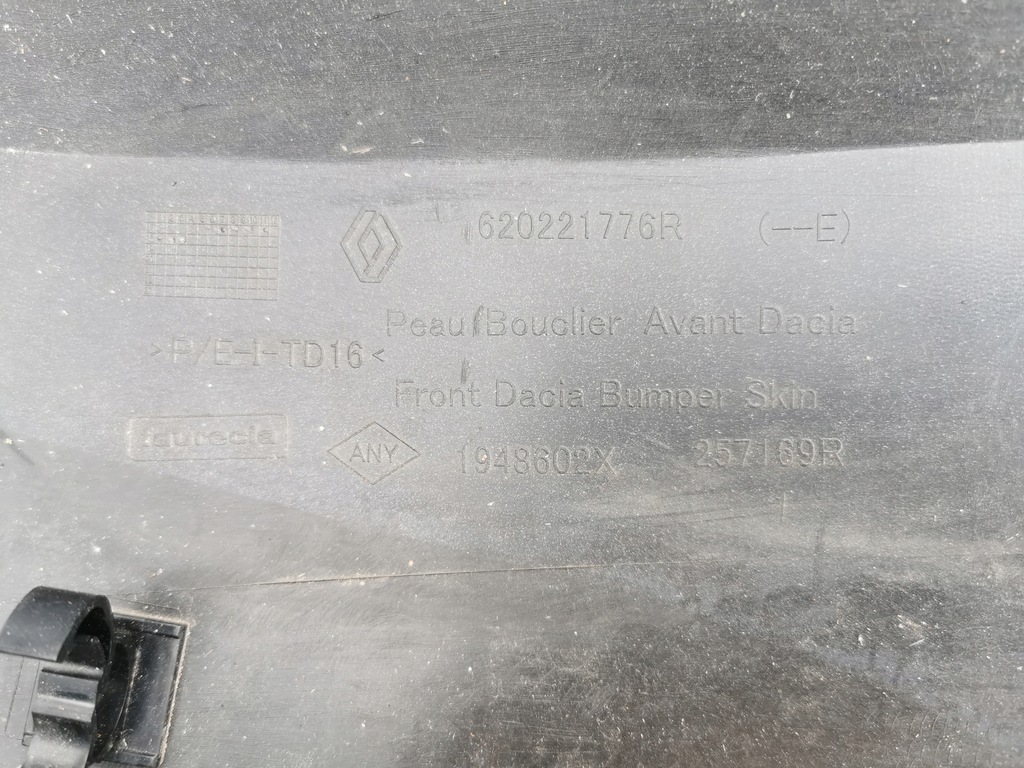 620221776R (--E)
Peau Bouclier Avant Dacia
>P/E-I-TD16<
Front Dacia Bumper Skin
faurecia
ANY
1948602X 257169R